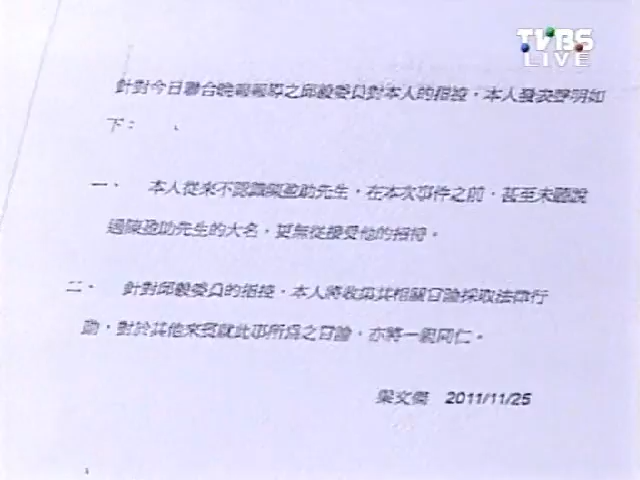 TVBS
LIVE
針對今日聯合晚報報導之邱毅委員對本人的指控，本人發表聲明如
下：
一、 本人從來不認識陳盈助先生，在本次事件之前，甚至未聽說
過陳盈助先生的大名，更無從接受他的招待。
二、 針對邱毅委員的指控，本人將收集其相關言論採取法律行
動，對於其他來賓就此事所為之言論，亦將一視同仁。
梁文傑 2011/11/25